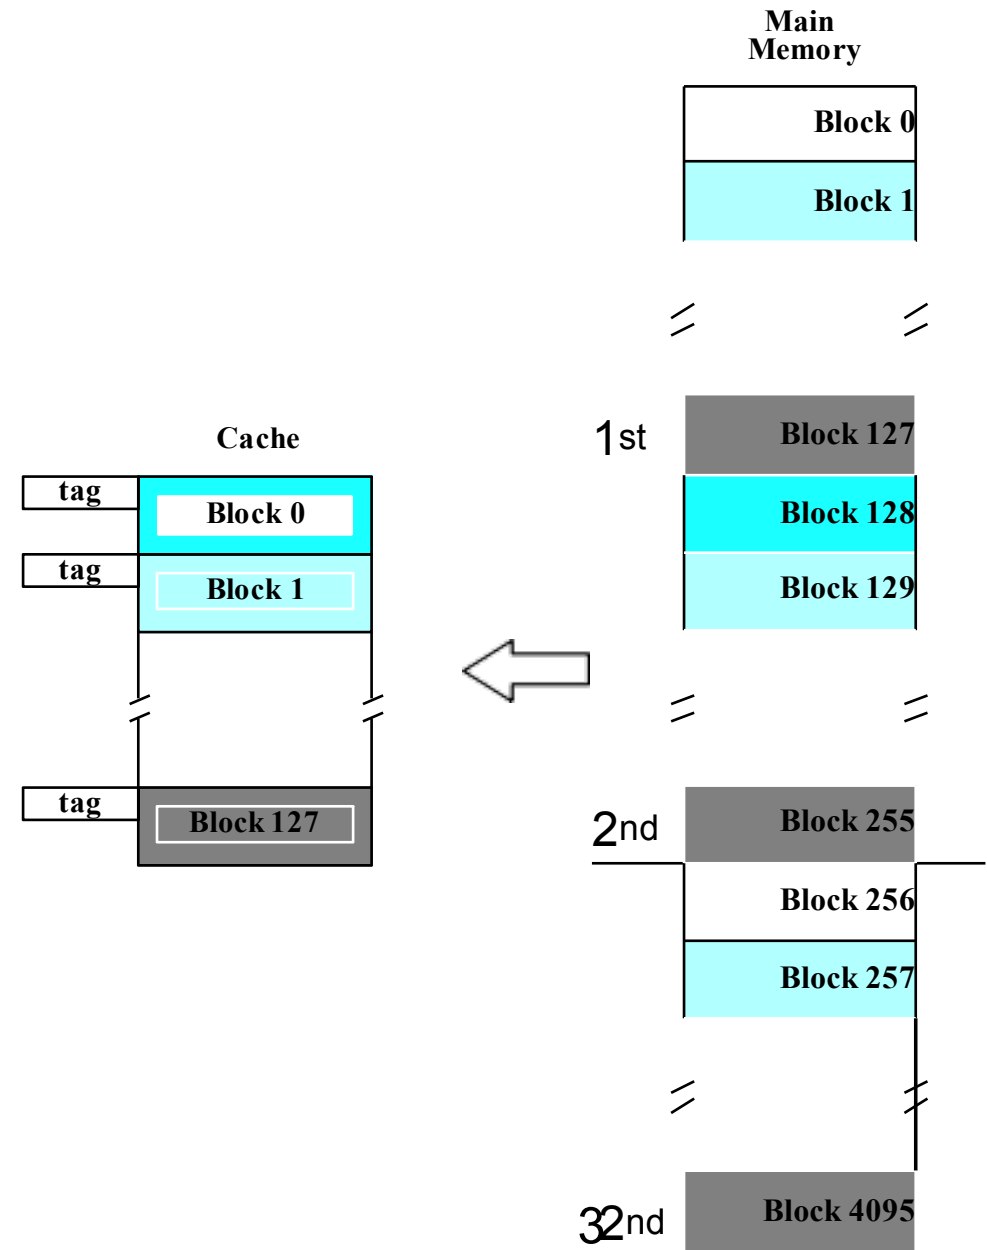 Main
Memory
Block 0
Block 1
1st
Block 127
Cache
tag
Block 0
Block 128
tag
Block 1
Block 129
tag
Block 127
2nd
Block 255
Block 256
Block 257
32nd
Block 4095